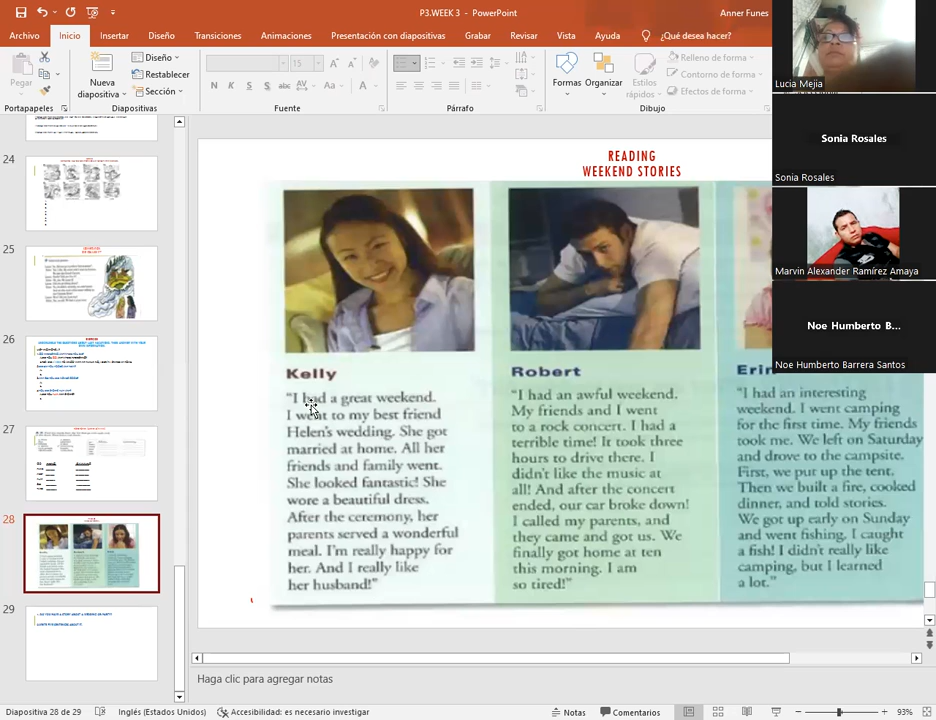 P3.WEEK 3 - PowerPoint
Anner Funes
Archivo Inicio Insertar Diseño Transiciones Animaciones Presentación con diapositivas Grabar Revisar Vista Ayuda ¿Qué desea hacer?
Pegar
Nueva diapositiva
Diseño
Restablecer
Sección
15
N K S S abc AV Aa A
Formas Organizar Estilos rápidos
Relleno de forma
Contorno de forma
Efectos de forma
Portapapeles Diapositivas Fuente Párrafo Dibujo
Lucia Mejia
Sonia Rosales
Sonia Rosales
Marvin Alexander Ramírez Amaya
Noe Humberto B...
Noe Humberto Barrera Santos
24
25
26
27
28
29
READING
WEEKEND STORIES
Kelly
"I had a great weekend.
I went to my best friend
Helen's wedding. She got
married at home. All her
friends and family went.
She looked fantastic! She
wore a beautiful dress.
After the ceremony, her
parents served a wonderful
meal. I'm really happy for
her. And I really like
her husband!"
Robert
"I had an awful weekend.
My friends and I went
to a rock concert. I had a
terrible time! It took three
hours to drive there. I
didn't like the music at
all! And after the concert
ended, our car broke down!
I called my parents, and
they came and got us. We
finally got home at ten
this morning. I am
so tired!"
Erin
"I had an interesting
weekend. I went camping
for the first time. My friends
took me. We left on Saturday
and drove to the campsite.
First, we put up the tent.
Then we built a fire, cooked
dinner, and told stories.
We got up early on Sunday
and went fishing. I caught
a fish! I didn't really like
camping, but I learned
a lot."
Haga clic para agregar notas
Diapositiva 28 de 29 Inglés (Estados Unidos) Accesibilidad: es necesario investigar Notas Comentarios 93%